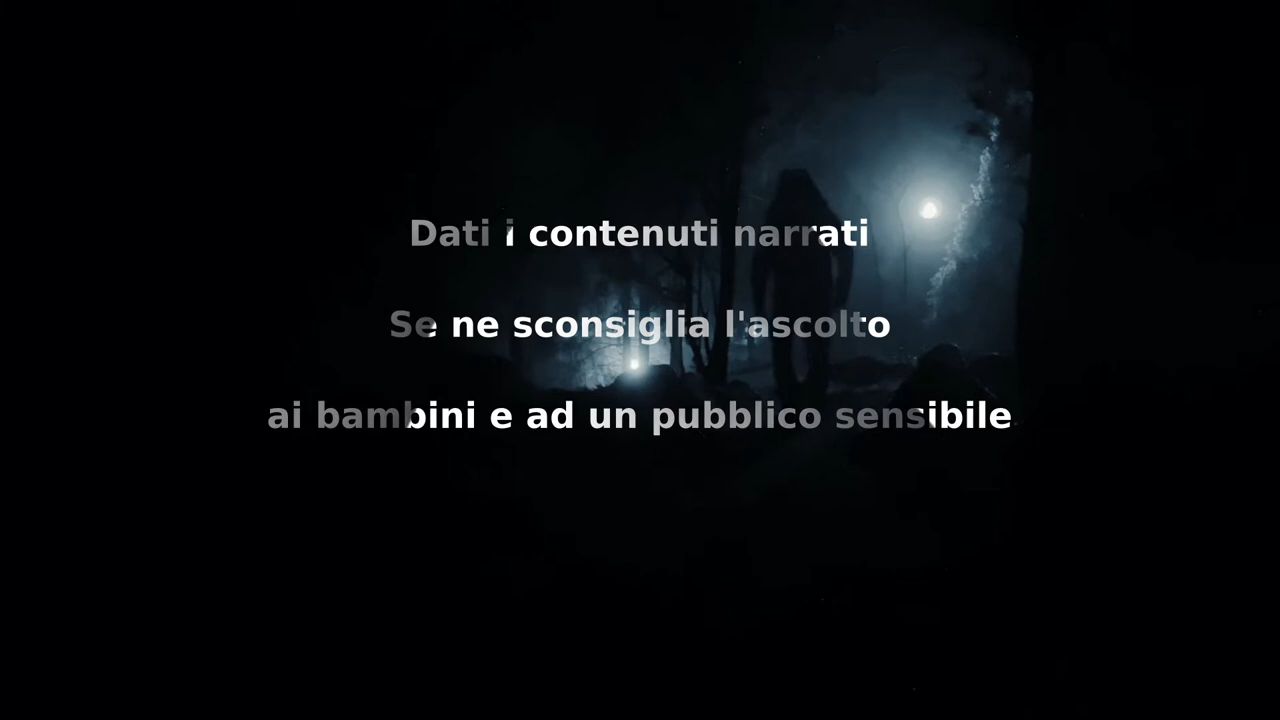 Dati i contenuti narrati
Se ne sconsiglia l'ascolto
ai bambini e ad un pubblico sensibile